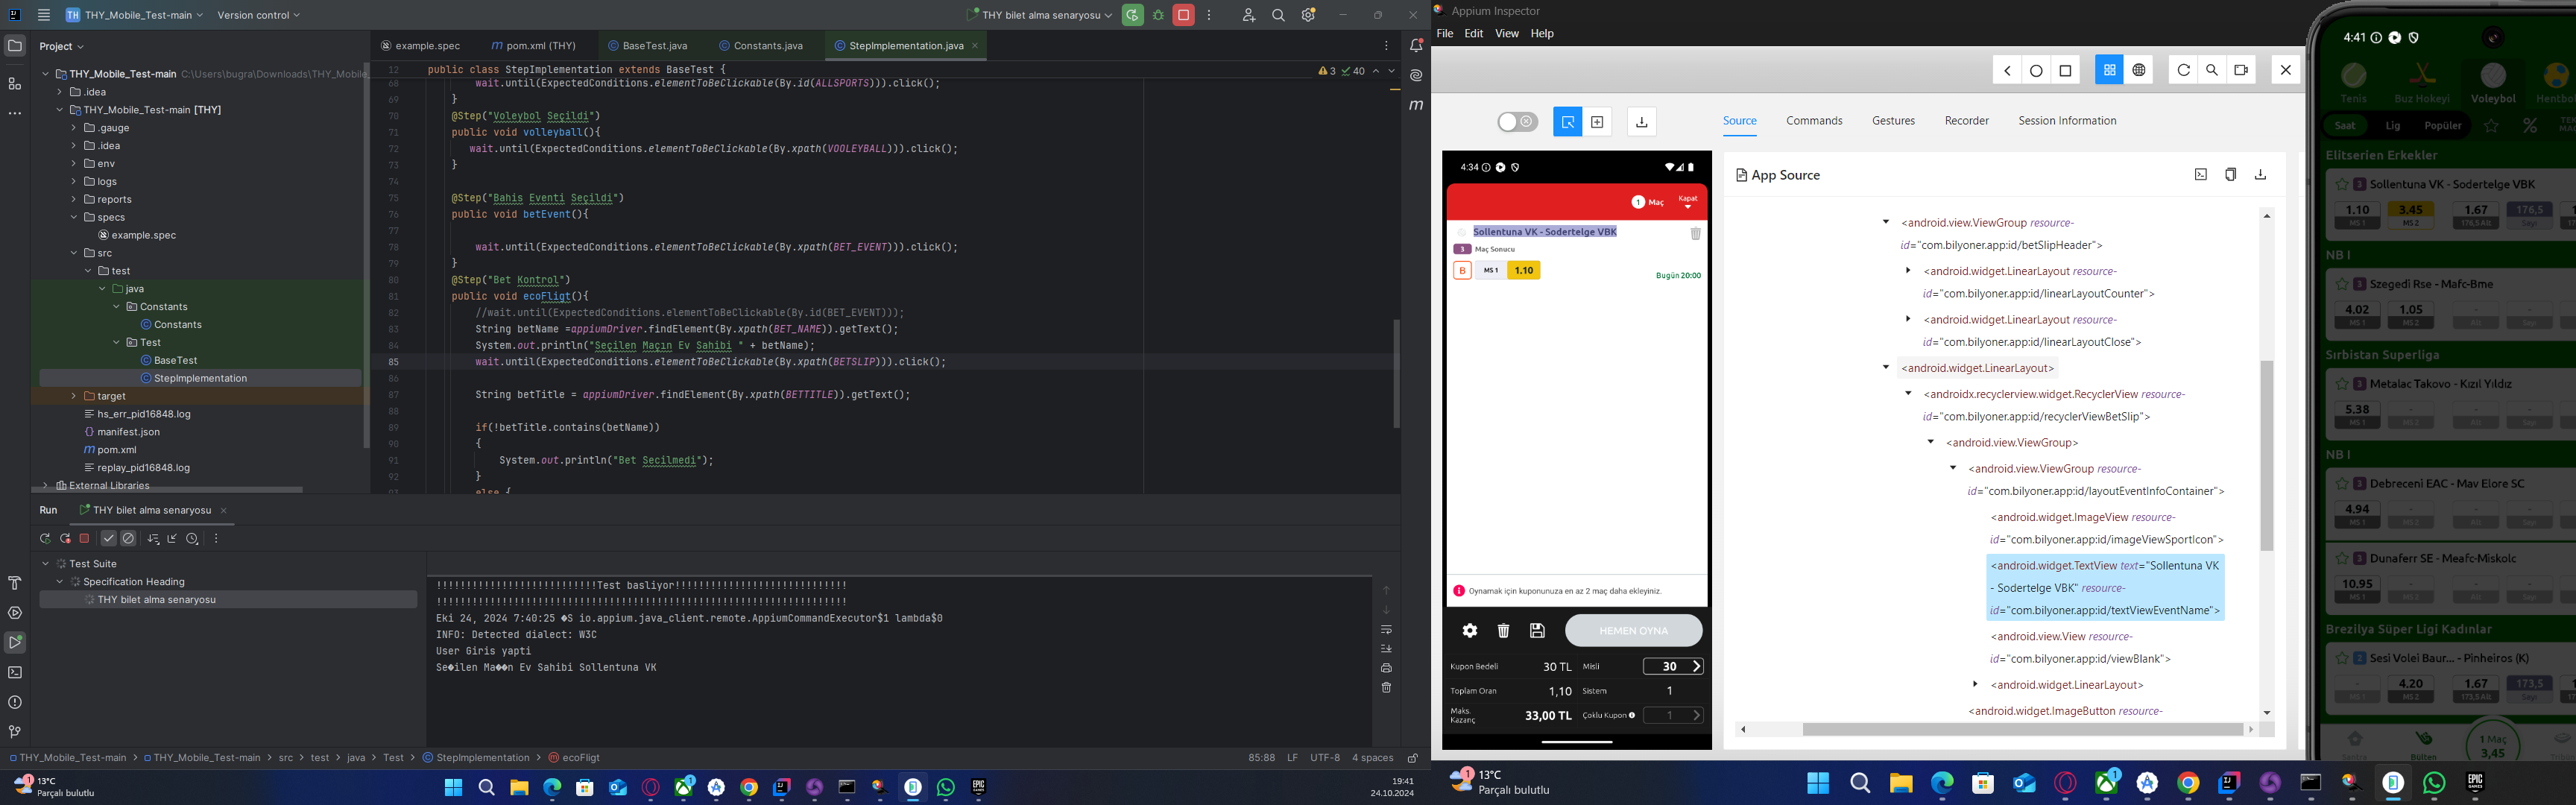 THY_Mobile_Test-main
Version control
THY bilet alma senaryosu
Project
THY_Mobile_Test-main C:\Users\bugra\Downloads\THY_Mobile_
.idea
THY_Mobile_Test-main [THY]
.gauge
.idea
env
logs
reports
specs
example.spec
src
test
java
Constants
Constants
Test
BaseTest
StepImplementation
target
hs_err_pid16848.log
manifest.json
pom.xml
replay_pid16848.log
External Libraries
example.spec
pom.xml (THY)
BaseTest.java
Constants.java
StepImplementation.java
3 40
12 public class StepImplementation extends BaseTest {
68 wait.until(ExpectedConditions.elementToBeClickable(By.id(ALLSPORTS))).click();
69 }
70 @Step("Voleybol Seçildi")
71 public void volleyball(){
72 wait.until(ExpectedConditions.elementToBeClickable(By.xpath(VOOLEYBALL))).click();
73 }
74
75 @Step("Bahis Eventi Seçildi")
76 public void betEvent(){
77
78 wait.until(ExpectedConditions.elementToBeClickable(By.xpath(BET_EVENT))).click();
79 }
80 @Step("Bet Kontrol")
81 public void ecoFligt(){
82 //wait.until(ExpectedConditions.elementToBeClickable(By.id(BET_EVENT)));
83 String betName =appiumDriver.findElement(By.xpath(BET_NAME)).getText();
84 System.out.println("Seçilen Maçın Ev Sahibi " + betName);
85 wait.until(ExpectedConditions.elementToBeClickable(By.xpath(BETSLIP))).click();
86
87 String betTitle = appiumDriver.findElement(By.xpath(BETTITLE)).getText();
88
89 if(!betTitle.contains(betName))
90 {
91 System.out.println("Bet Secilmedi");
92 }
93 else {
Run
THY bilet alma senaryosu
Test Suite
Specification Heading
THY bilet alma senaryosu
!!!!!!!!!!!!!!!!!!!!!!!!!!!Test basliyor!!!!!!!!!!!!!!!!!!!!!!!!!!!!!
!!!!!!!!!!!!!!!!!!!!!!!!!!!!!!!!!!!!!!!!!!!!!!!!!!!!!!!!!!!!!!!!!!!!!
Eki 24, 2024 7:40:25 �S io.appium.java_client.remote.AppiumCommandExecutor$1 lambda$0
INFO: Detected dialect: W3C
User Giris yapti
Se�ilen Ma��n Ev Sahibi Sollentuna VK
THY_Mobile_Test-main > THY_Mobile_Test-main > src > test > java > Test > StepImplementation > ecoFligt
85:88 LF UTF-8 4 spaces
13°C
Parçalı bulutlu
19:41
24.10.2024
Appium Inspector
File Edit View Help
Source
Commands
Gestures
Recorder
Session Information
4:34
1 Maç
Kapat
Sollentuna VK - Sodertelge VBK
3 Maç Sonucu
B MS 1 1.10
Bugün 20:00
Oynamak için kuponunuza en az 2 maç daha ekleyiniz.
HEMEN OYNA
Kupon Bedeli 30 TL Misli 30
Toplam Oran 1,10 Sistem 1
Maks. Kazanç 33,00 TL Çoklu Kupon 1
App Source
<android.view.ViewGroup resource-
id="com.bilyoner.app:id/betSlipHeader">
<android.widget.LinearLayout resource-
id="com.bilyoner.app:id/linearLayoutCounter">
<android.widget.LinearLayout resource-
id="com.bilyoner.app:id/linearLayoutClose">
<android.widget.LinearLayout>
<androidx.recyclerview.widget.RecyclerView resource-
id="com.bilyoner.app:id/recyclerViewBetSlip">
<android.view.ViewGroup>
<android.view.ViewGroup resource-
id="com.bilyoner.app:id/layoutEventInfoContainer">
<android.widget.ImageView resource-
id="com.bilyoner.app:id/imageViewSportIcon">
<android.widget.TextView text="Sollentuna VK
- Sodertelge VBK" resource-
id="com.bilyoner.app:id/textViewEventName">
<android.view.View resource-
id="com.bilyoner.app:id/viewBlank">
<android.widget.LinearLayout>
<android.widget.ImageButton resource-
4:41
Tenis
Buz Hokeyi
Voleybol
Hentbol
Saat Lig Popüler
Elitserien Erkekler
3 Sollentuna VK - Sodertelge VBK
1.10 3.45 1.67 176,5
MS 1 MS 2 176,5 Alt Sayı
NB I
3 Szegedi Rse - Mafc-Bme
4.02 1.05 - -
MS 1 MS 2 Alt Sayı
Sırbistan Superliga
3 Metalac Takovo - Kızıl Yıldız
5.38 - - -
NB I
3 Debreceni EAC - Mav Elore SC
4.94 - - -
3 Dunaferr SE - Meafc-Miskolc
10.95 - - -
Brezilya Süper Ligi Kadınlar
2 Sesi Volei Baur... - Pinheiros (K)
- 4.20 1.67 173,5
MS 1 MS 2 173,5 Alt Sayı
Bülten
1 Maç
3,45
13°C
Parçalı bulutlu